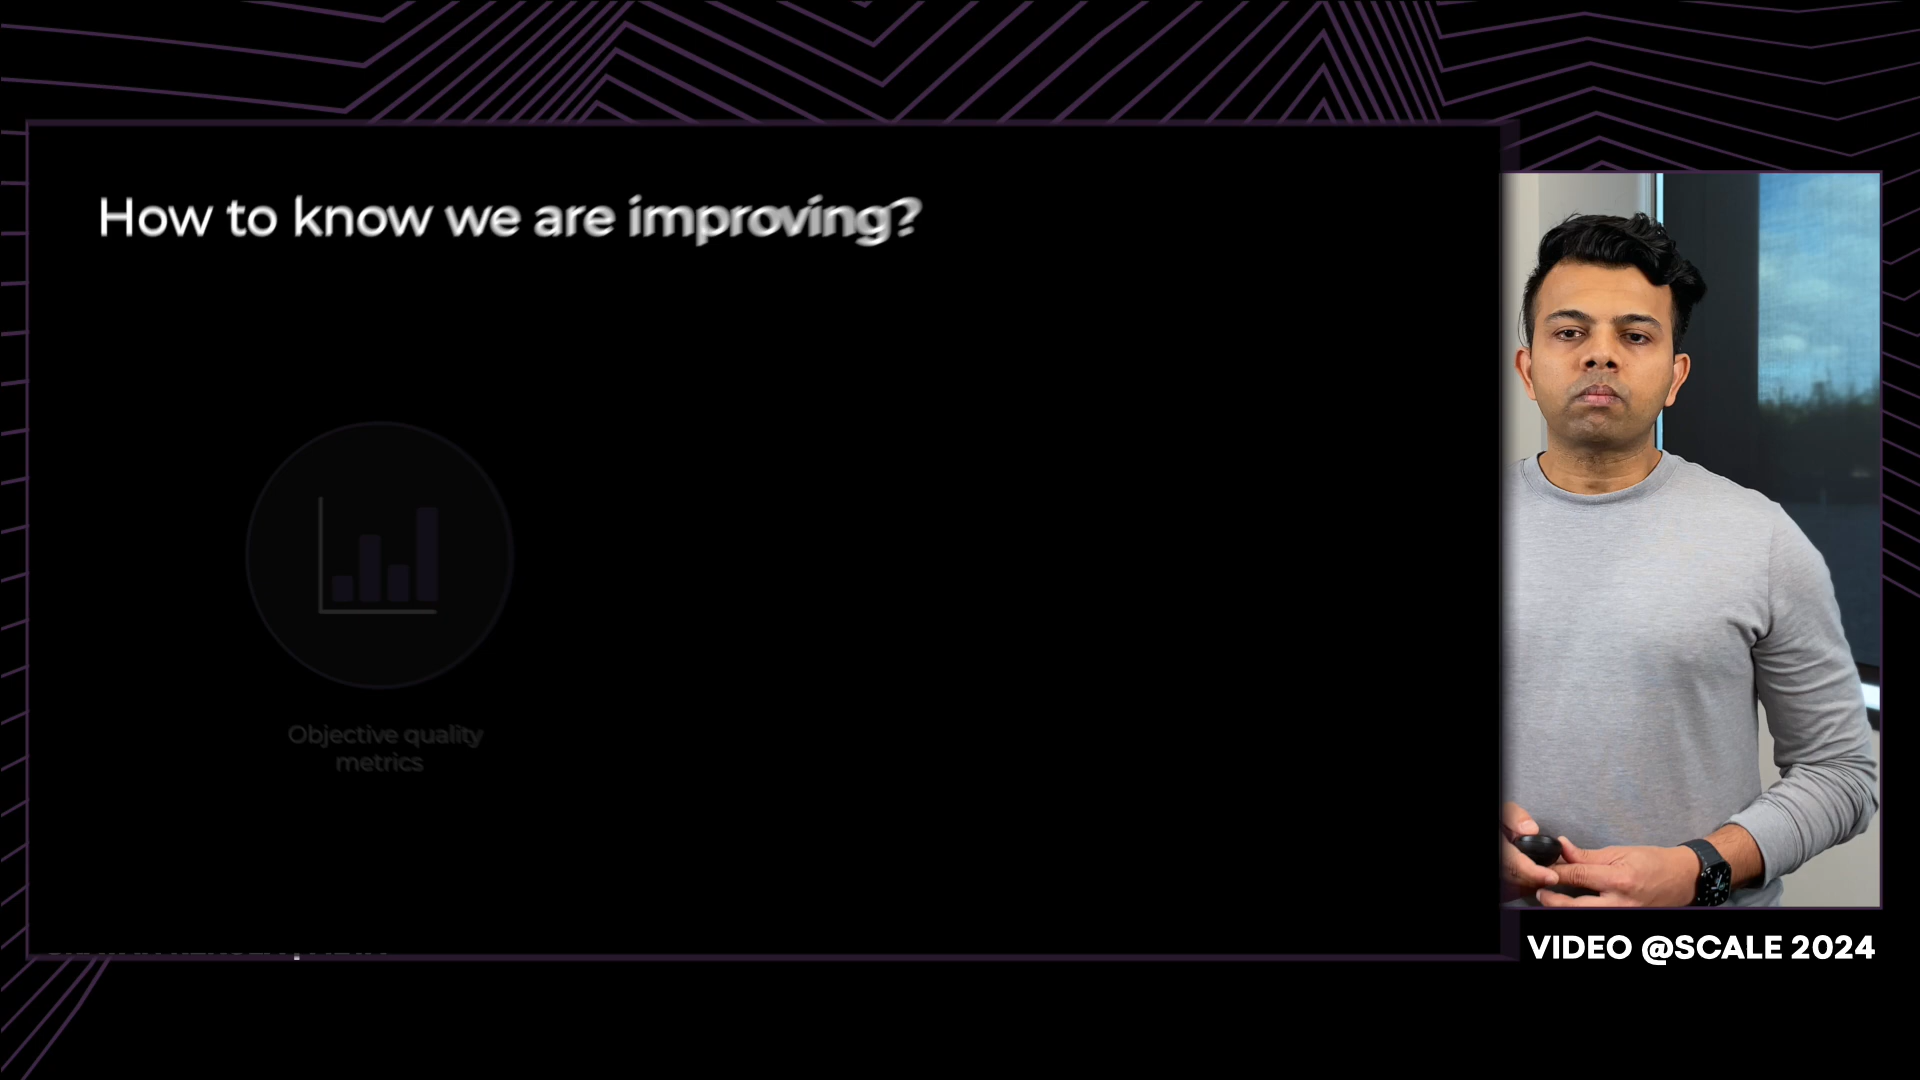 How to know we are improving?
Objective quality
metrics
VIDEO @SCALE 2024